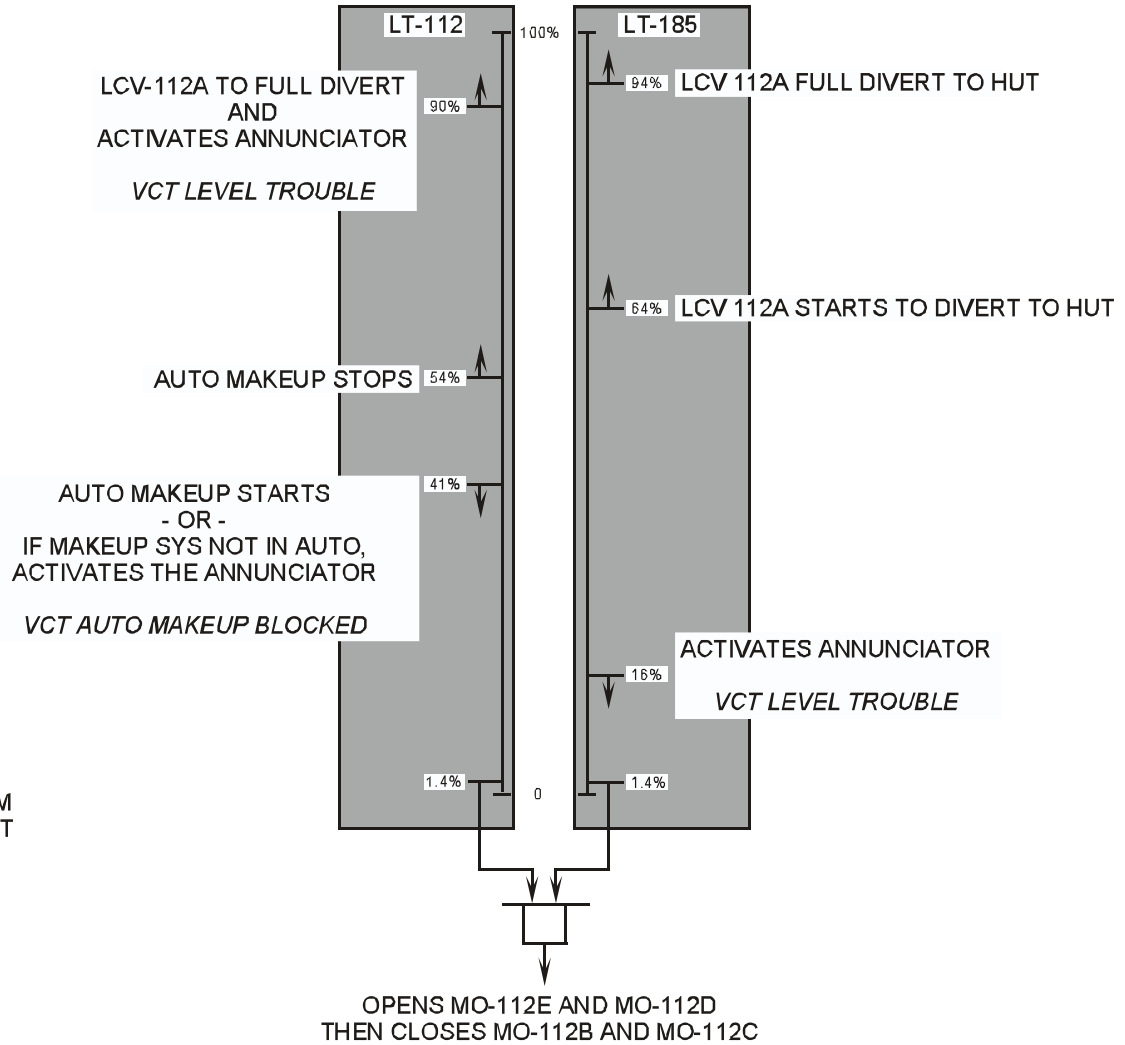 LT-112
100%
LT-185
LCV-112A TO FULL DIVERT
AND
ACTIVATES ANNUNCIATOR
VCT LEVEL TROUBLE
90%
94%
LCV 112A FULL DIVERT TO HUT
64%
LCV 112A STARTS TO DIVERT TO HUT
AUTO MAKEUP STOPS
54%
41%
AUTO MAKEUP STARTS
- OR -
IF MAKEUP SYS NOT IN AUTO,
ACTIVATES THE ANNUNCIATOR
VCT AUTO MAKEUP BLOCKED
16%
ACTIVATES ANNUNCIATOR
VCT LEVEL TROUBLE
1.4%
0
1.4%
M
T
OPENS MO-112E AND MO-112D
THEN CLOSES MO-112B AND MO-112C